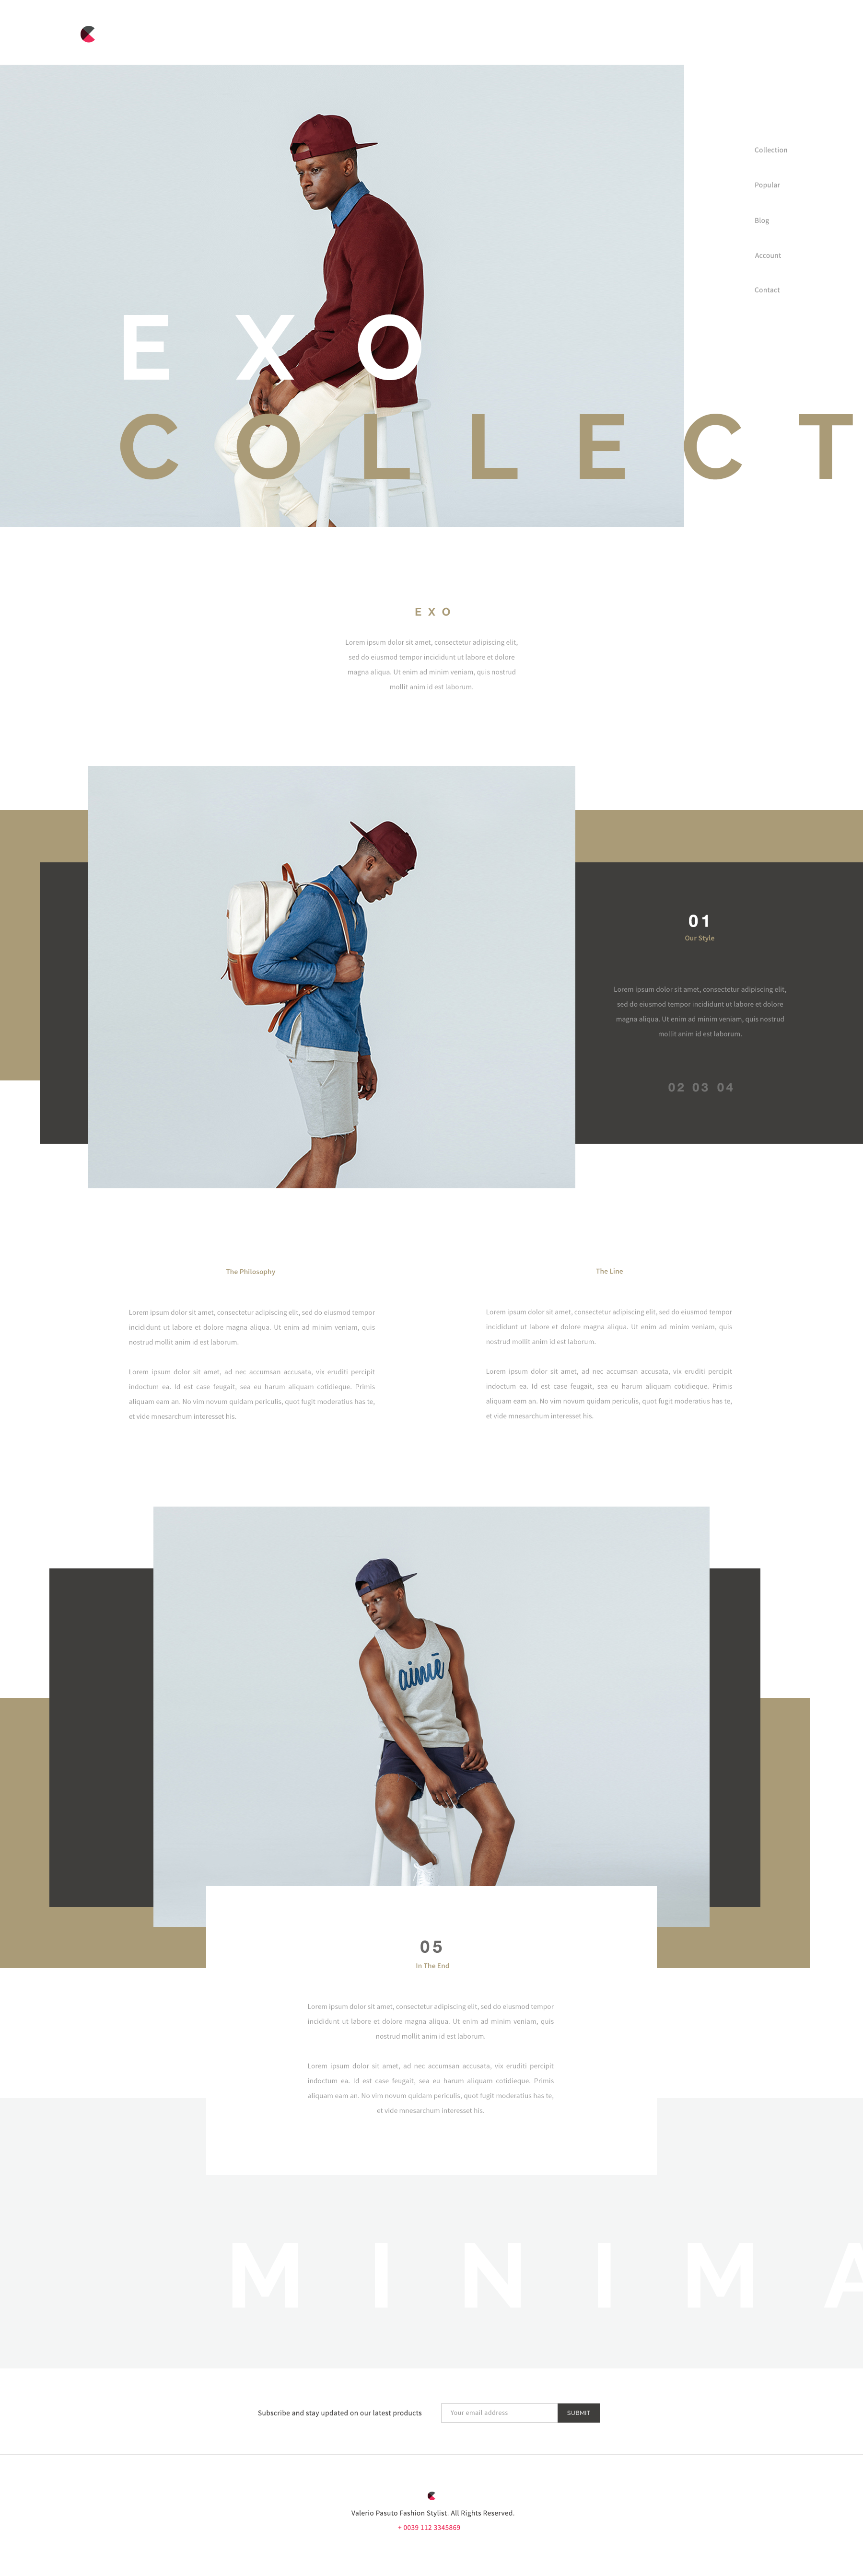 Collection
Popular
Blog
Account
Contact
EXO
COLLECT
EXO
Lorem ipsum dolor sit amet, consectetur adipiscing elit,
sed do eiusmod tempor incididunt ut labore et dolore
magna aliqua. Ut enim ad minim veniam, quis nostrud
mollit anim id est laborum.
01
Our Style
Lorem ipsum dolor sit amet, consectetur adipiscing elit,
sed do eiusmod tempor incididunt ut labore et dolore
magna aliqua. Ut enim ad minim veniam, quis nostrud
mollit anim id est laborum.
02 03 04
The Philosophy
Lorem ipsum dolor sit amet, consectetur adipiscing elit, sed do eiusmod tempor
incididunt ut labore et dolore magna aliqua. Ut enim ad minim veniam, quis
nostrud mollit anim id est laborum.
Lorem ipsum dolor sit amet, ad nec accumsan accusata, vix eruditi percipit
indoctum ea. Id est case feugait, sea eu harum aliquam cotidieque. Primis
aliquam eam an. No vim novum quidam periculis, quot fugit moderatius has te,
et vide mnesarchum interesset his.
The Line
Lorem ipsum dolor sit amet, consectetur adipiscing elit, sed do eiusmod tempor
incididunt ut labore et dolore magna aliqua. Ut enim ad minim veniam, quis
nostrud mollit anim id est laborum.
Lorem ipsum dolor sit amet, ad nec accumsan accusata, vix eruditi percipit
indoctum ea. Id est case feugait, sea eu harum aliquam cotidieque. Primis
aliquam eam an. No vim novum quidam periculis, quot fugit moderatius has te,
et vide mnesarchum interesset his.
aimē
05
In The End
Lorem ipsum dolor sit amet, consectetur adipiscing elit, sed do eiusmod tempor
incididunt ut labore et dolore magna aliqua. Ut enim ad minim veniam, quis
nostrud mollit anim id est laborum.
Lorem ipsum dolor sit amet, ad nec accumsan accusata, vix eruditi percipit
indoctum ea. Id est case feugait, sea eu harum aliquam cotidieque. Primis
aliquam eam an. No vim novum quidam periculis, quot fugit moderatius has te,
et vide mnesarchum interesset his.
MINIMA
Subscribe and stay updated on our latest products
Your email address
SUBMIT
Valerio Pasuto Fashion Stylist. All Rights Reserved.
+ 0039 112 3345869